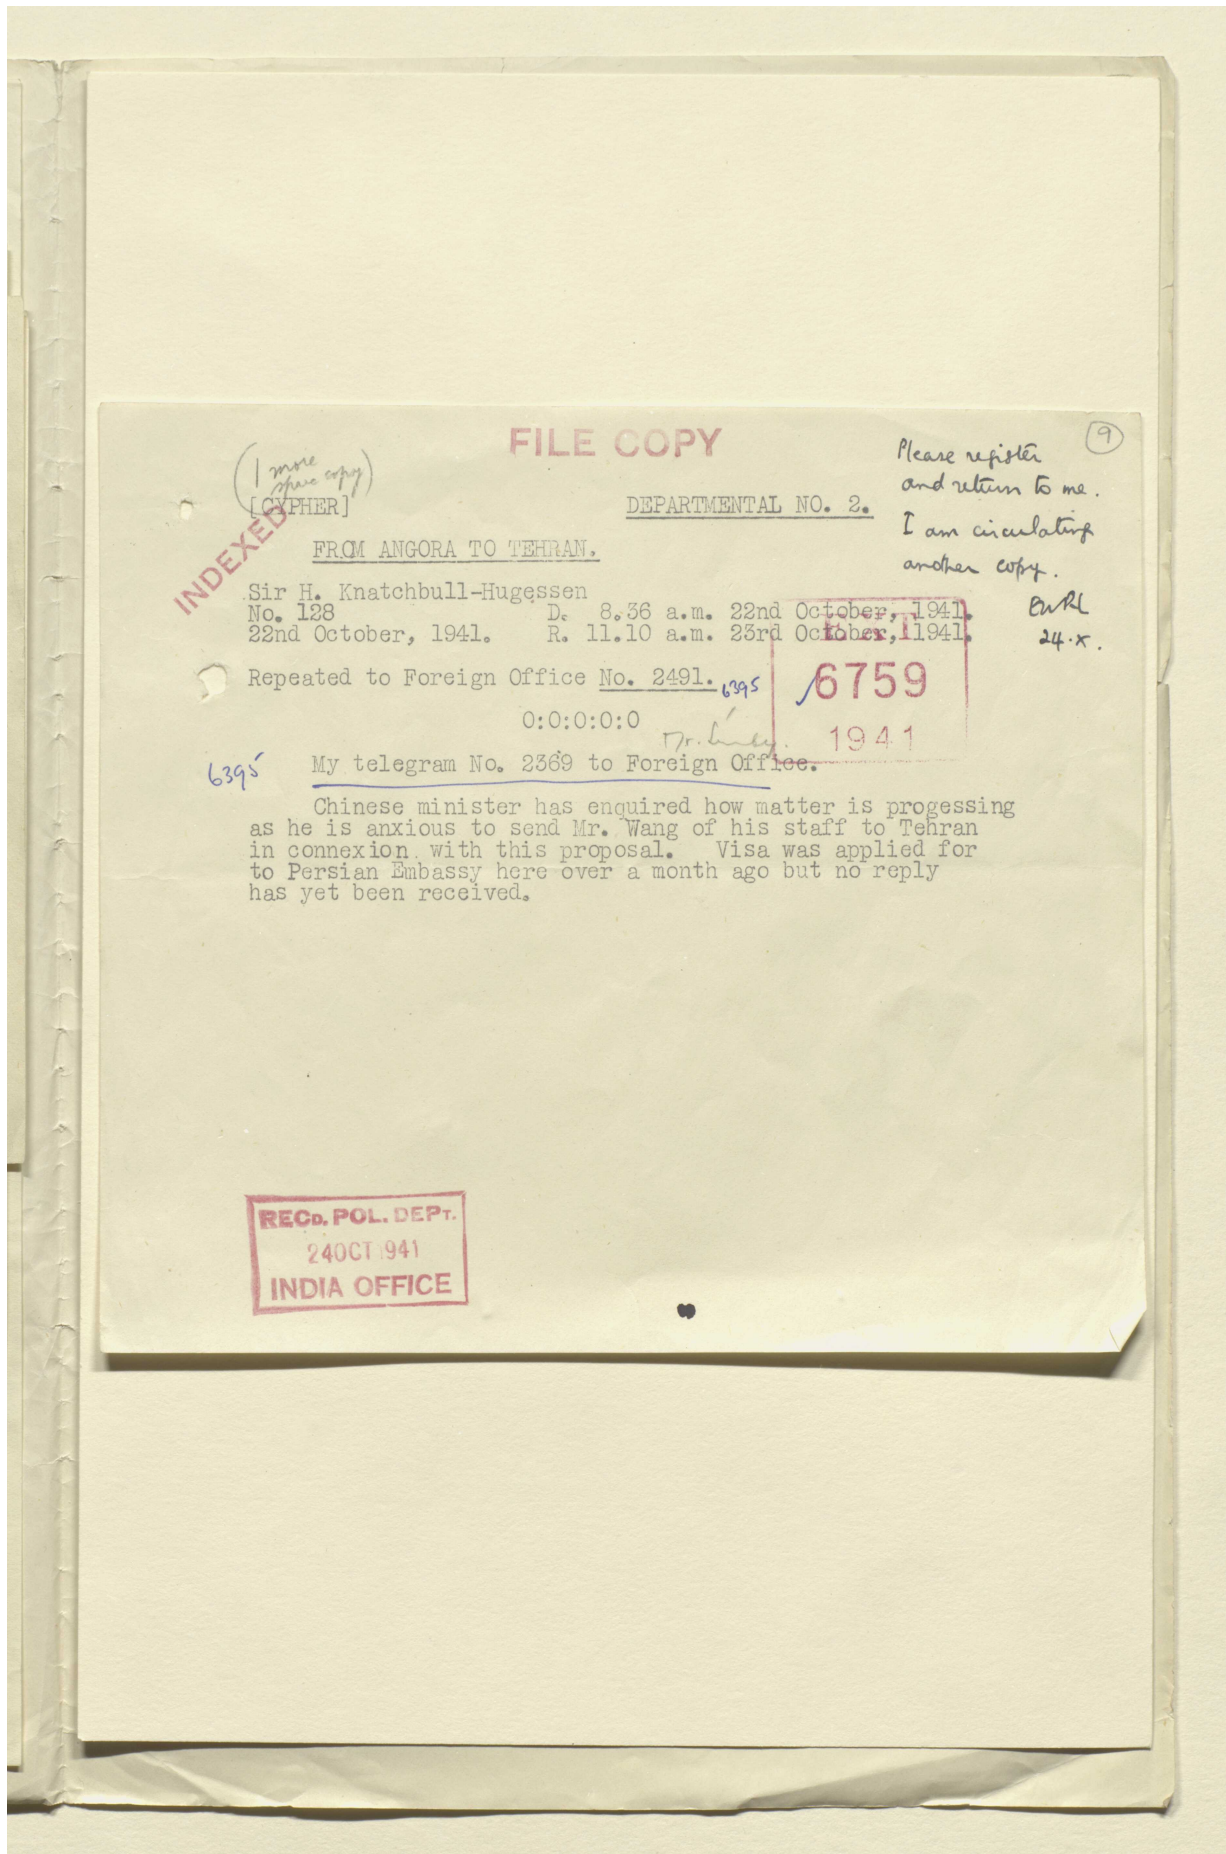 FILE COPY
9
(1 more
spare copy)
Please register
and return to me.
I am circulating
another copy.
24.x.
[CYPHER]
DEPARTMENTAL NO. 2.
INDEXED
FROM ANGORA TO TEHRAN.
Sir H. Knatchbull-Hugessen
No. 128 D. 8.36 a.m. 22nd October, 1941.
22nd October, 1941. R. 11.10 a.m. 23rd October, 1941.
EXT
6759
1941
Repeated to Foreign Office No. 2491.
6395
0:0:0:0:0
Mr.
6395
My telegram No. 2369 to Foreign Office.
Chinese minister has enquired how matter is progessing
as he is anxious to send Mr. Wang of his staff to Tehran
in connexion with this proposal. Visa was applied for
to Persian Embassy here over a month ago but no reply
has yet been received.
RECD. POL. DEPT.
24 OCT 1941
INDIA OFFICE